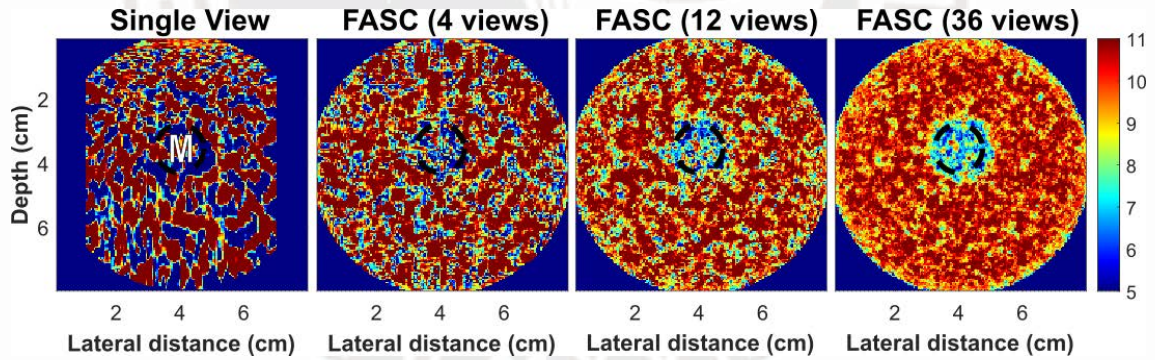 Single View
FASC (4 views)
FASC (12 views)
FASC (36 views)
Depth (cm)
2
4
6
M
11
10
9
8
7
6
5
2 4 6
2 4 6
2 4 6
2 4 6
Lateral distance (cm)
Lateral distance (cm)
Lateral distance (cm)
Lateral distance (cm)